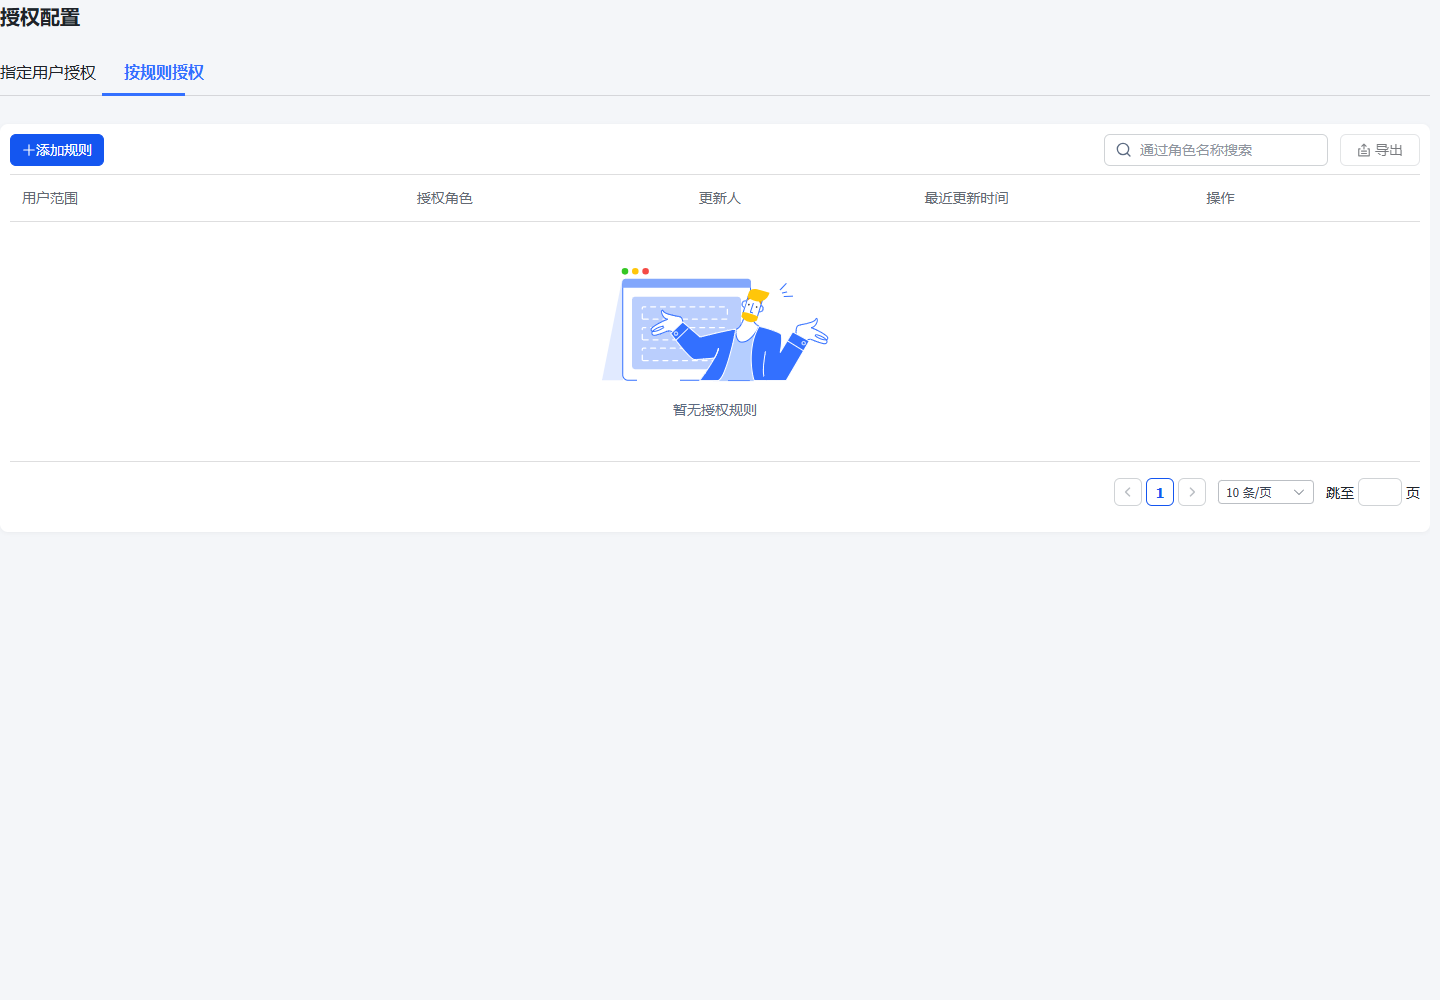 授权配置
指定用户授权 按规则授权
添加规则 通过角色名称搜索 导出
用户范围 授权角色 更新人 最近更新时间 操作
暂无授权规则
1 10 条/页 跳至 页